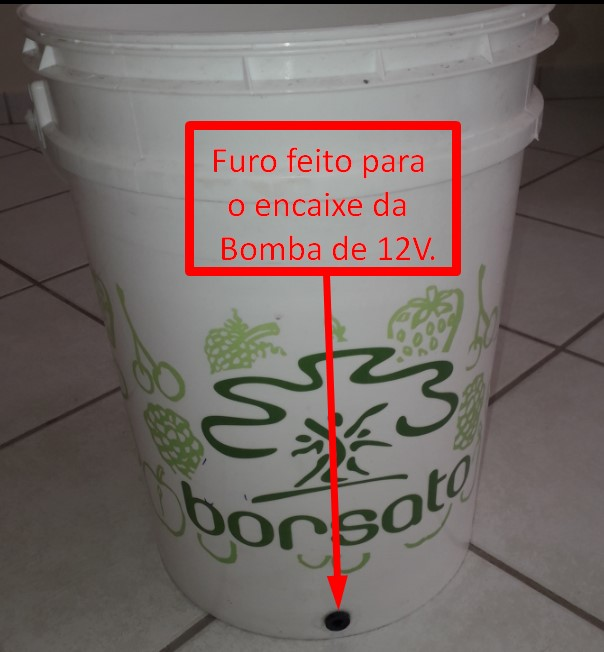 Furo feito para
o encaixe da
Bomba de 12V.
borsato